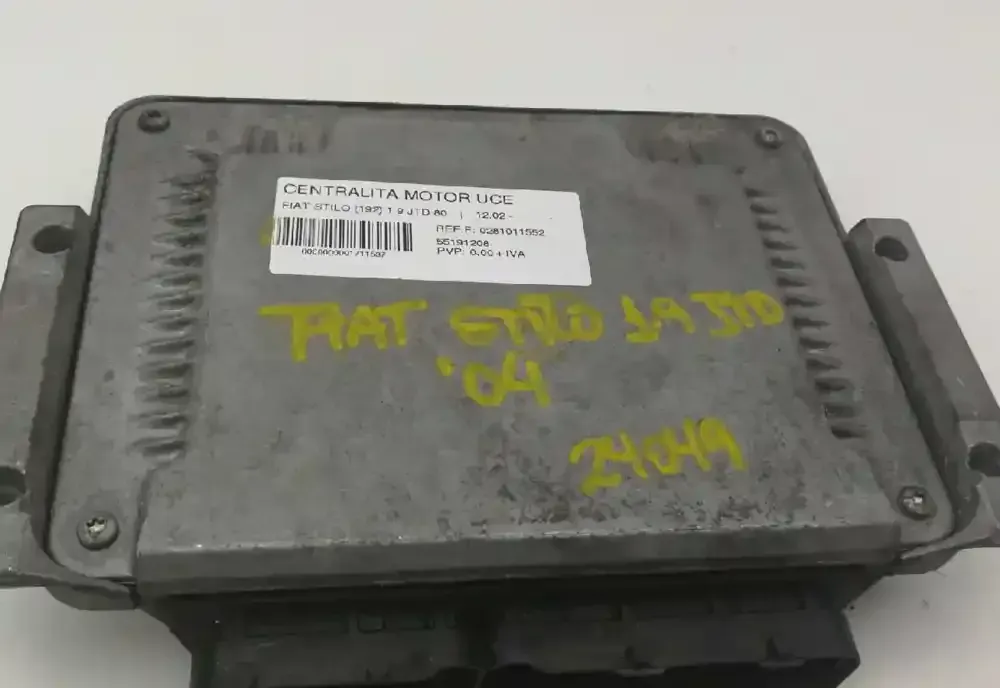 CENTRALITA MOTOR UCE
FIAT STILO (192) 1.9 JTD 80 | 12.02 -
REF.F: 0281011552
55191208
PVP: 0.00 + IVA
FIAT STILO 1.9 JTD
'04
24049